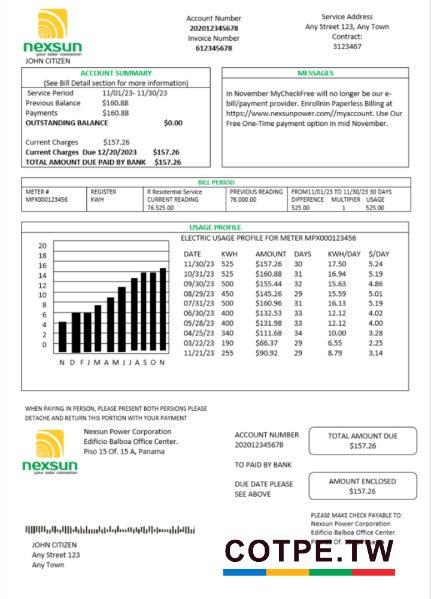 nexsun
your solar connection
JOHN CITIZEN
Account Number
202012345678
Invoice Number
612345678
Service Address
Any Street 123, Any Town
Contract:
3123467
ACCOUNT SUMMARY
(See Bill Detail section for more information)
Service Period 11/01/23- 11/30/23
Previous Balance $160.88
Payments $160.88
OUTSTANDING BALANCE $0.00
Current Charges $157.26
Current Charges Due 12/20/2023 $157.26
TOTAL AMOUNT DUE PAID BY BANK $157.26
MESSAGES
In November MyCheckFree will no longer be our e-
bill/payment provider. Enrollnin Paperless Billing at
https://www.nexsunpower.com//myaccount. Use Our
Free One-Time payment option in mid November.
BILL PERIOD
METER # REGISTER R Residential Service PREVIOUS READING FROM11/01/23 TO 11/30/23 30 DAYS
MPX000123456 KWH CURRENT READING 76.000.00 DIFFERENCE MULTIPLIER USAGE
76.525.00 525.00 1 525.00
USAGE PROFILE
ELECTRIC USAGE PROFILE FOR METER MPX000123456
20
18
16
14
12
10
8
6
4
2
0
N D F J M A M J J A S O N
DATE KWH AMOUNT DAYS KWH/DAY $/DAY
11/30/23 525 $157.26 30 17.50 5.24
10/31/23 525 $160.88 31 16.94 5.19
09/30/23 500 $155.44 32 15.63 4.86
08/29/23 450 $145.26 29 15.59 5.01
07/31/23 500 $160.96 31 16.13 5.19
06/30/23 400 $132.53 33 12.12 4.02
05/28/23 400 $131.98 33 12.12 4.00
04/25/23 340 $111.68 34 10.00 3.28
03/22/23 190 $66.37 29 6.55 2.25
11/21/23 255 $90.92 29 8.79 3.14
WHEN PAYING IN PERSON, PLEASE PRESENT BOTH PERSIONS PLEASE
DETACHE AND RETURN THIS PORTION WITH YOUR PAYMENT
nexsun
your solar connection
Nexsun Power Corporation
Edificio Balboa Office Center.
Piso 15 Of. 15 A, Panama
ACCOUNT NUMBER
202012345678
TO PAID BY BANK
DUE DATE PLEASE
SEE ABOVE
TOTAL AMOUNT DUE
$157.26
AMOUNT ENCLOSED
$157.26
PLEASE MAKE CHECK PAYABLE TO:
Nexsun Power Corporation
Edificio Balboa Office Center.
JOHN CITIZEN
Any Street 123
Any Town
COTPE.TW